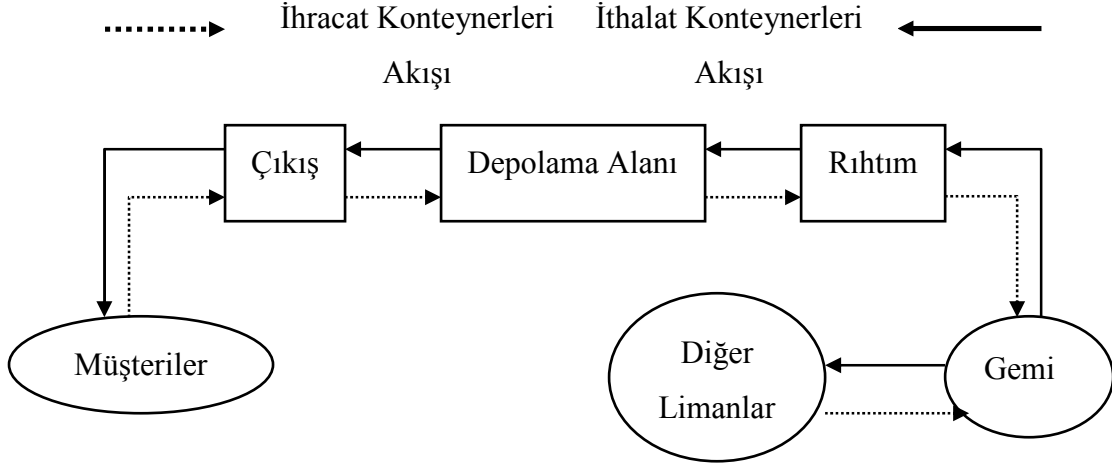 İhracat Konteynerleri
Akışı
İthalat Konteynerleri
Akışı
Çıkış
Depolama Alanı
Rıhtım
Müşteriler
Diğer
Limanlar
Gemi